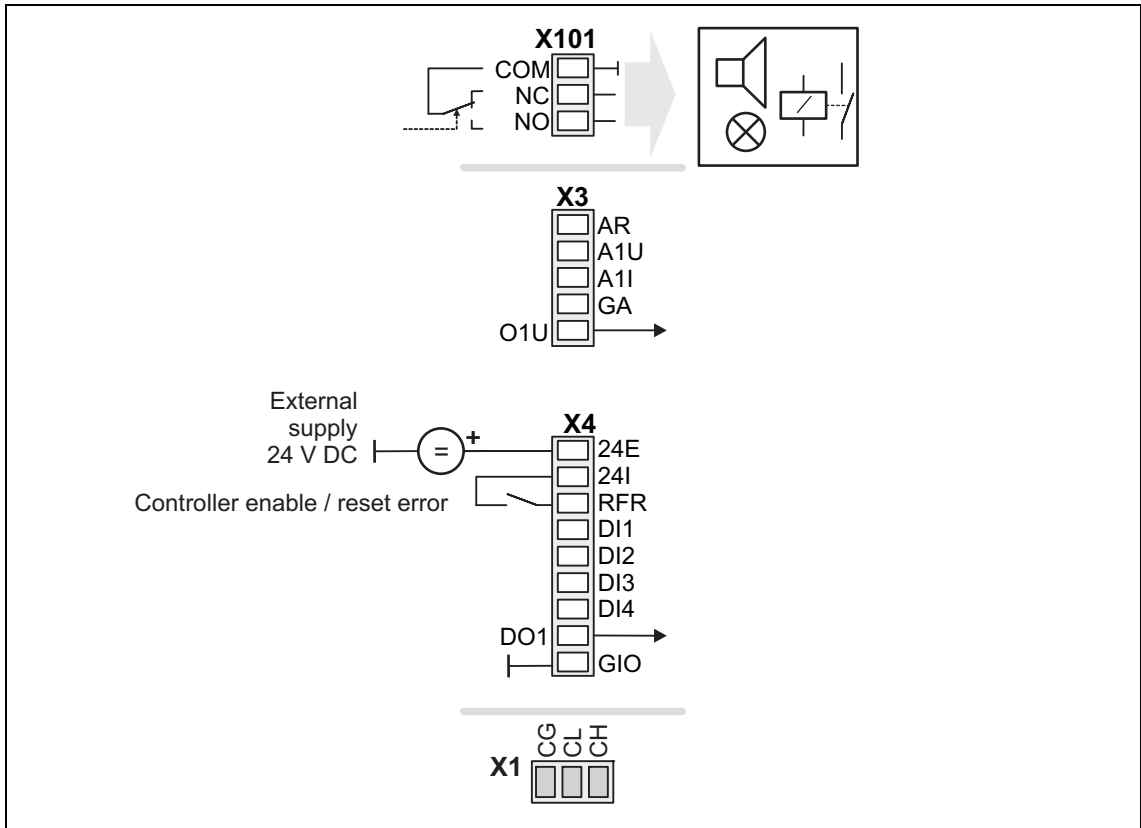 X101
COM
NC
NO
X3
AR
A1U
A1I
GA
O1U
External
supply
24 V DC
=
+
X4
24E
24I
Controller enable / reset error
RFR
DI1
DI2
DI3
DI4
DO1
GIO
X1
CG
CL
CH